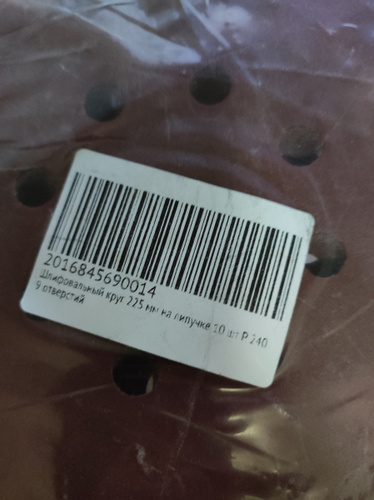 2016845690014
Шлифовальный круг 225 мм на липучке 10 шт P 240
9 отверстий